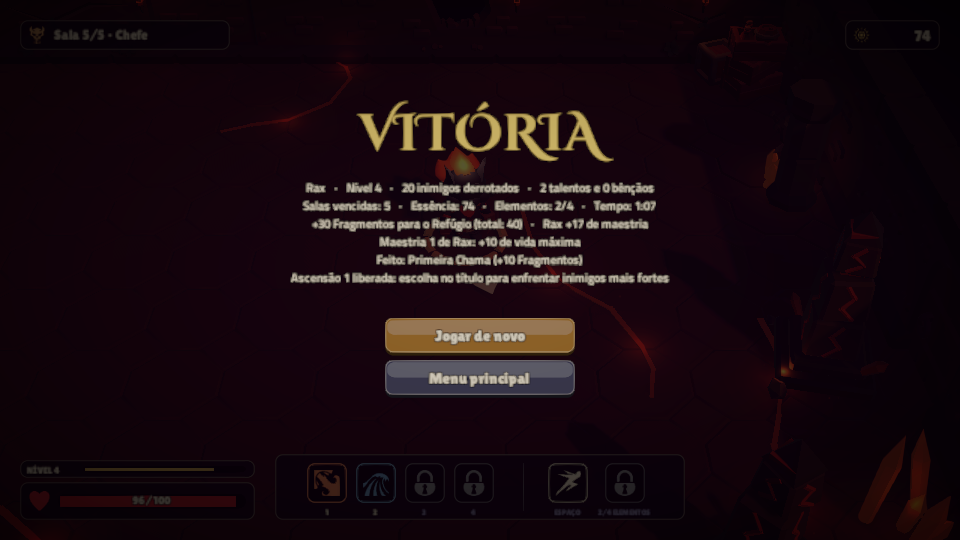 Sala 5/5 • Chefe
74
VITÓRIA
Rax • Nível 4 • 20 inimigos derrotados • 2 talentos e 0 bênçãos
Salas vencidas: 5 • Essência: 74 • Elementos: 2/4 • Tempo: 1:07
+30 Fragmentos para o Refúgio (total: 40) • Rax +17 de maestria
Maestria 1 de Rax: +10 de vida máxima
Feito: Primeira Chama (+10 Fragmentos)
Ascensão 1 liberada: escolha no título para enfrentar inimigos mais fortes
Jogar de novo
Menu principal
NÍVEL 4
96 / 100
1 2 3 4 ESPAÇO 2/4 ELEMENTOS